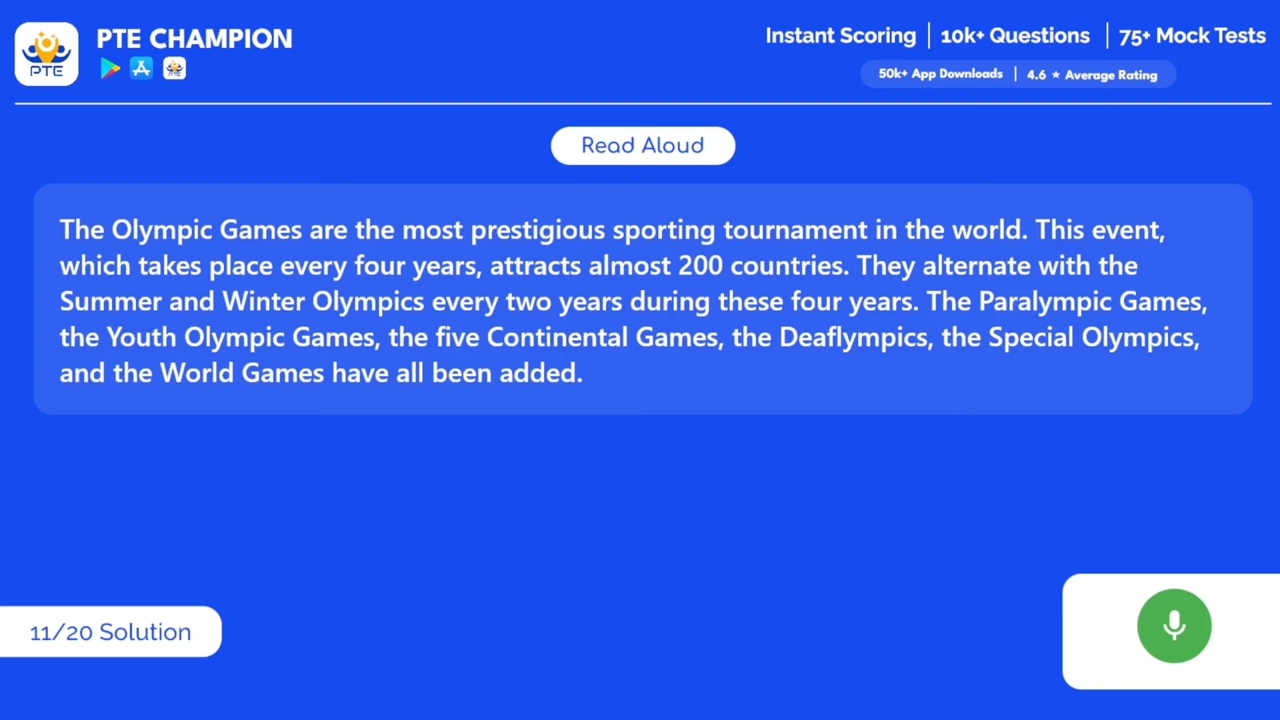 PTE CHAMPION
PTE
Instant Scoring
10k+ Questions
75+ Mock Tests
50k+ App Downloads
4.6 ★ Average Rating
Read Aloud
The Olympic Games are the most prestigious sporting tournament in the world. This event,
which takes place every four years, attracts almost 200 countries. They alternate with the
Summer and Winter Olympics every two years during these four years. The Paralympic Games,
the Youth Olympic Games, the five Continental Games, the Deaflympics, the Special Olympics,
and the World Games have all been added.
11/20 Solution